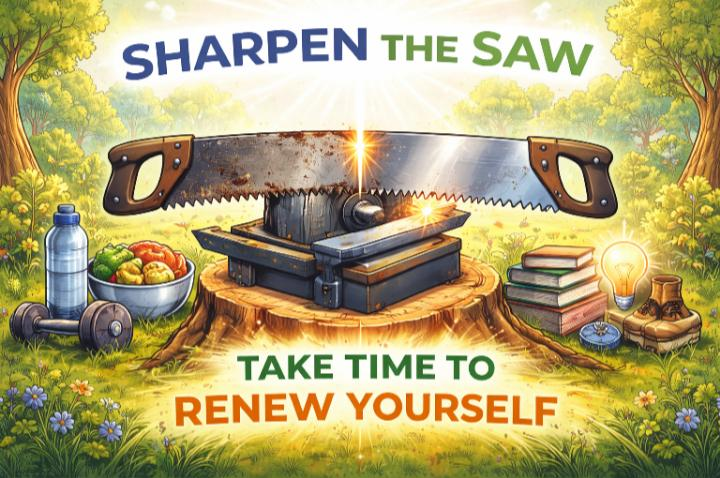 SHARPEN THE SAW
TAKE TIME TO
RENEW YOURSELF